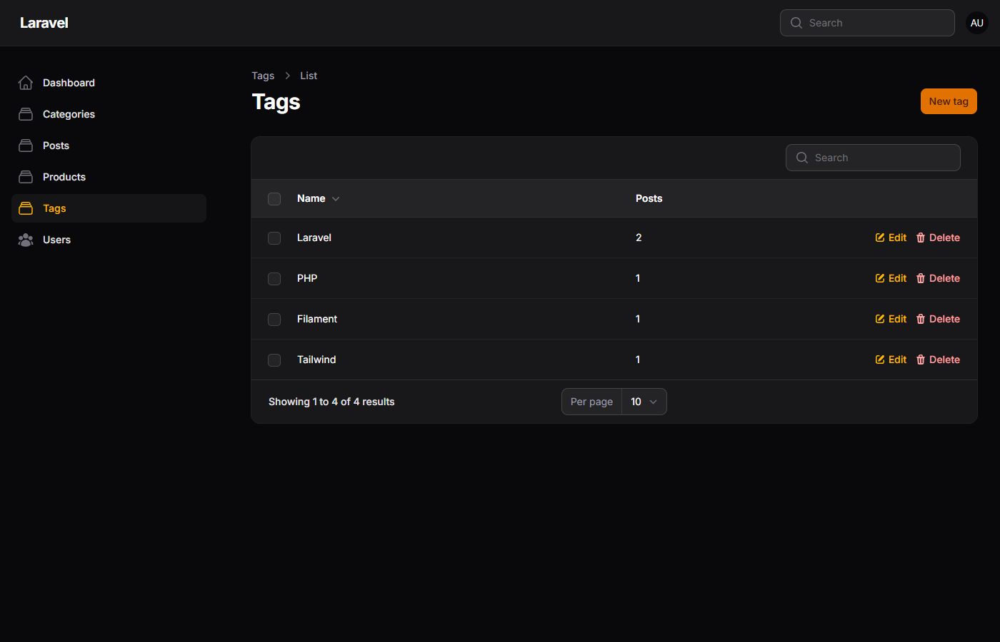 Laravel
Search
AU
Dashboard
Categories
Posts
Products
Tags
Users
Tags List
Tags
New tag
Search
Name Posts
Laravel 2 Edit Delete
PHP 1 Edit Delete
Filament 1 Edit Delete
Tailwind 1 Edit Delete
Showing 1 to 4 of 4 results Per page 10